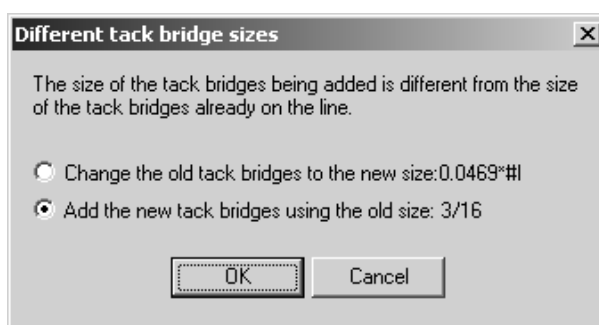 Different tack bridge sizes
The size of the tack bridges being added is different from the size
of the tack bridges already on the line.
Change the old tack bridges to the new size:0.0469*#I
Add the new tack bridges using the old size: 3/16
OK Cancel